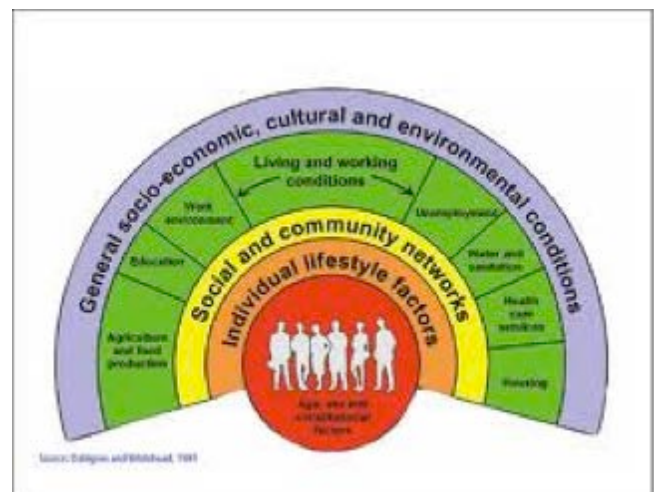 General socio-economic, cultural and environmental conditions
Living and working
conditions
Work
environment
Unemployment
Education
Water and
sanitation
Agriculture
and food
production
Health
care
services
Housing
Social and community networks
Individual lifestyle factors
Age, sex and
constitutional
factors
Source: Dahlgren and Whitehead, 1991